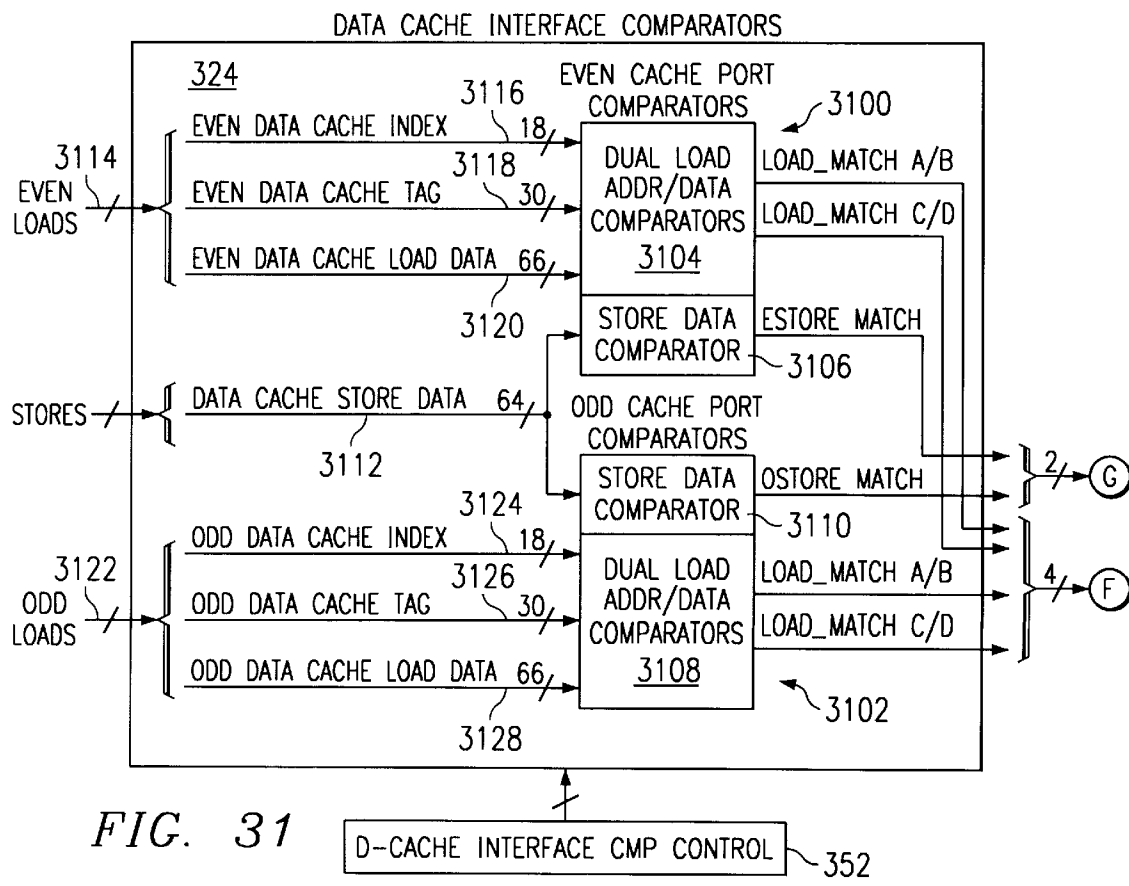 DATA CACHE INTERFACE COMPARATORS
324
EVEN CACHE PORT
COMPARATORS
3100
3114
EVEN
LOADS
EVEN DATA CACHE INDEX
3116
18
EVEN DATA CACHE TAG
3118
30
EVEN DATA CACHE LOAD DATA
66
3120
DUAL LOAD
ADDR/DATA
COMPARATORS
3104
LOAD_MATCH A/B
LOAD_MATCH C/D
STORE DATA
COMPARATOR
3106
ESTORE MATCH
STORES
DATA CACHE STORE DATA
64
3112
ODD CACHE PORT
COMPARATORS
STORE DATA
COMPARATOR
3110
OSTORE MATCH
2
G
3122
ODD
LOADS
ODD DATA CACHE INDEX
3124
18
ODD DATA CACHE TAG
3126
30
ODD DATA CACHE LOAD DATA
66
3128
DUAL LOAD
ADDR/DATA
COMPARATORS
3108
LOAD_MATCH A/B
LOAD_MATCH C/D
3102
4
F
FIG. 31
D-CACHE INTERFACE CMP CONTROL
352